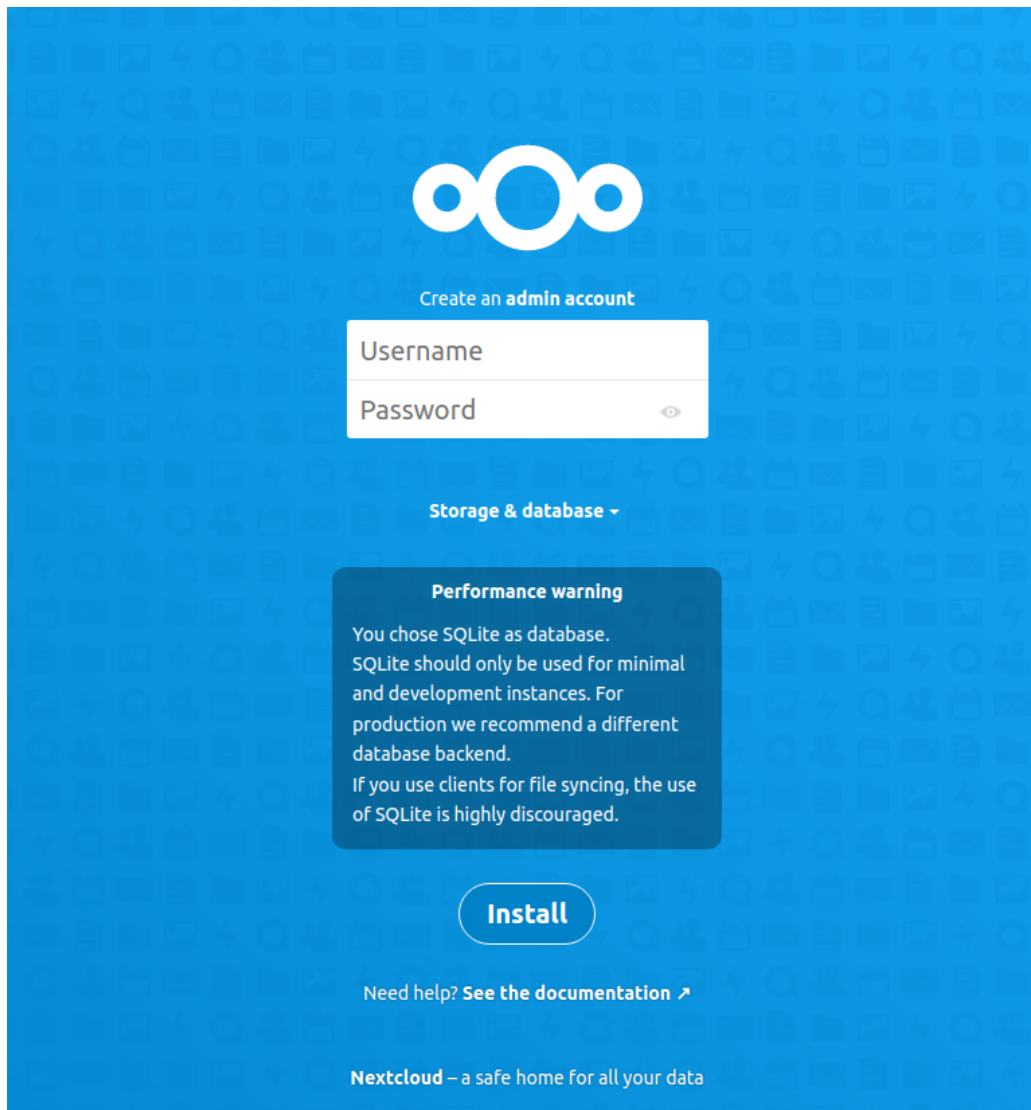 Create an admin account
Username
Password
Storage & database
Performance warning
You chose SQLite as database.
SQLite should only be used for minimal
and development instances. For
production we recommend a different
database backend.
If you use clients for file syncing, the use
of SQLite is highly discouraged.
Install
Need help? See the documentation ↗
Nextcloud – a safe home for all your data